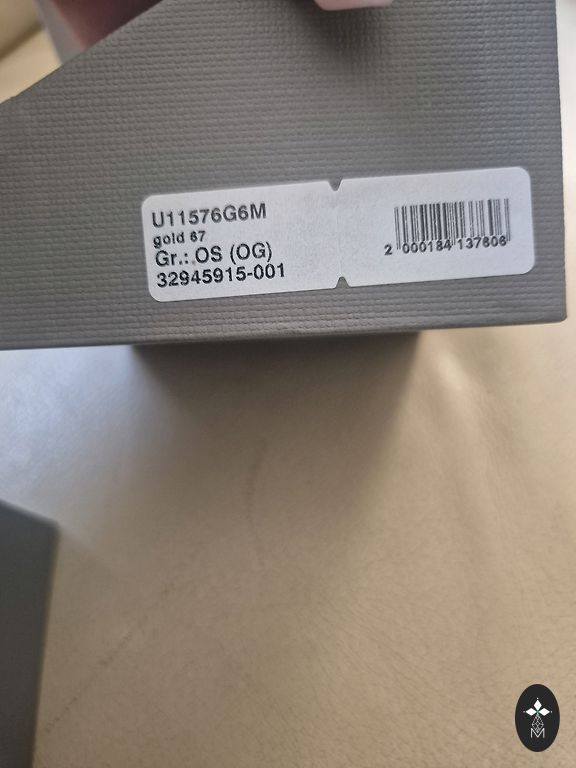 U11576G6M
gold 67
Gr.: OS (OG)
32945915-001
2 000184 137606
M